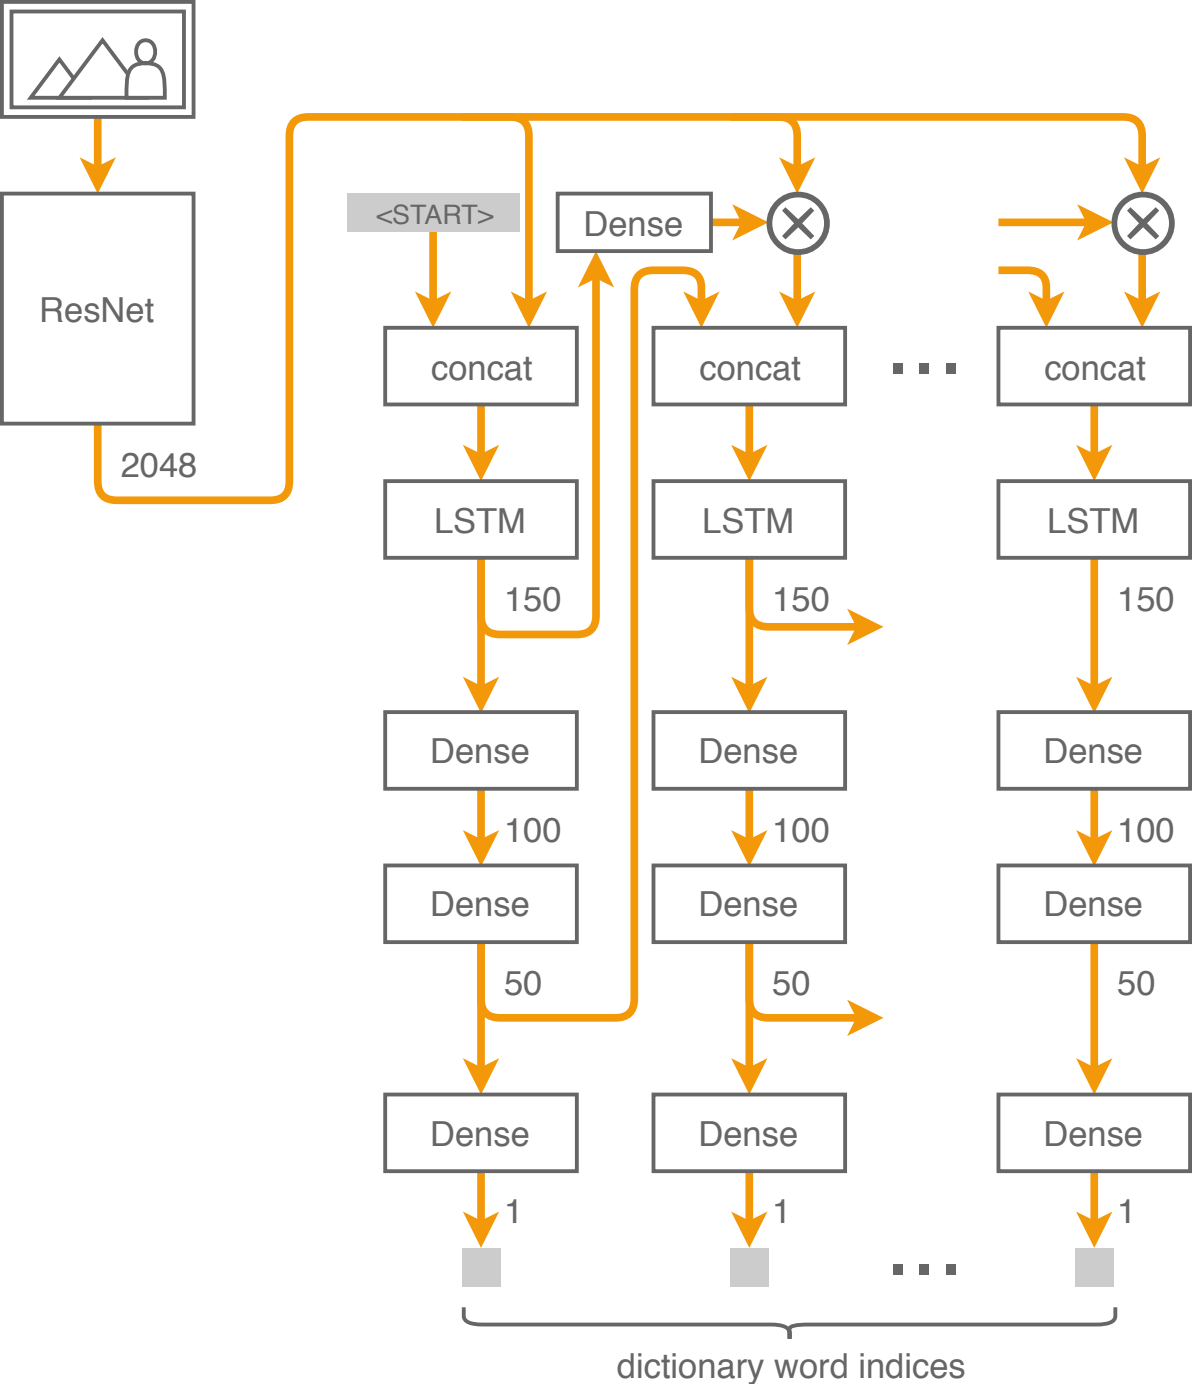 <START>
Dense
ResNet
concat
concat
...
concat
2048
LSTM
LSTM
LSTM
150
150
150
Dense
Dense
Dense
100
100
100
Dense
Dense
Dense
50
50
50
Dense
Dense
Dense
1
1
1
...
dictionary word indices